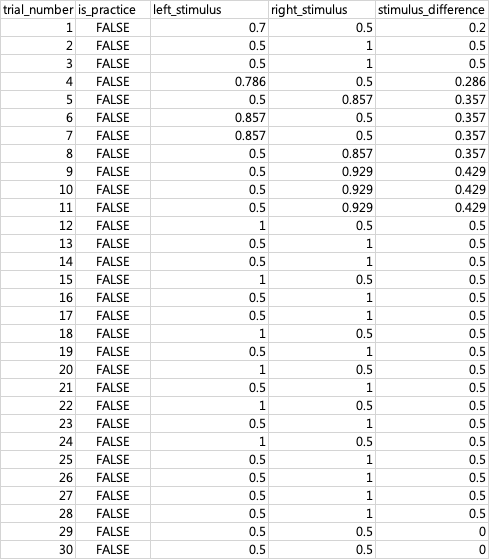 trial_number is_practice left_stimulus right_stimulus stimulus_difference
1 FALSE 0.7 0.5 0.2
2 FALSE 0.5 1 0.5
3 FALSE 0.5 1 0.5
4 FALSE 0.786 0.5 0.286
5 FALSE 0.5 0.857 0.357
6 FALSE 0.857 0.5 0.357
7 FALSE 0.857 0.5 0.357
8 FALSE 0.5 0.857 0.357
9 FALSE 0.5 0.929 0.429
10 FALSE 0.5 0.929 0.429
11 FALSE 0.5 0.929 0.429
12 FALSE 1 0.5 0.5
13 FALSE 0.5 1 0.5
14 FALSE 0.5 1 0.5
15 FALSE 1 0.5 0.5
16 FALSE 0.5 1 0.5
17 FALSE 0.5 1 0.5
18 FALSE 1 0.5 0.5
19 FALSE 0.5 1 0.5
20 FALSE 1 0.5 0.5
21 FALSE 0.5 1 0.5
22 FALSE 1 0.5 0.5
23 FALSE 0.5 1 0.5
24 FALSE 1 0.5 0.5
25 FALSE 0.5 1 0.5
26 FALSE 0.5 1 0.5
27 FALSE 0.5 1 0.5
28 FALSE 0.5 1 0.5
29 FALSE 0.5 0.5 0
30 FALSE 0.5 0.5 0